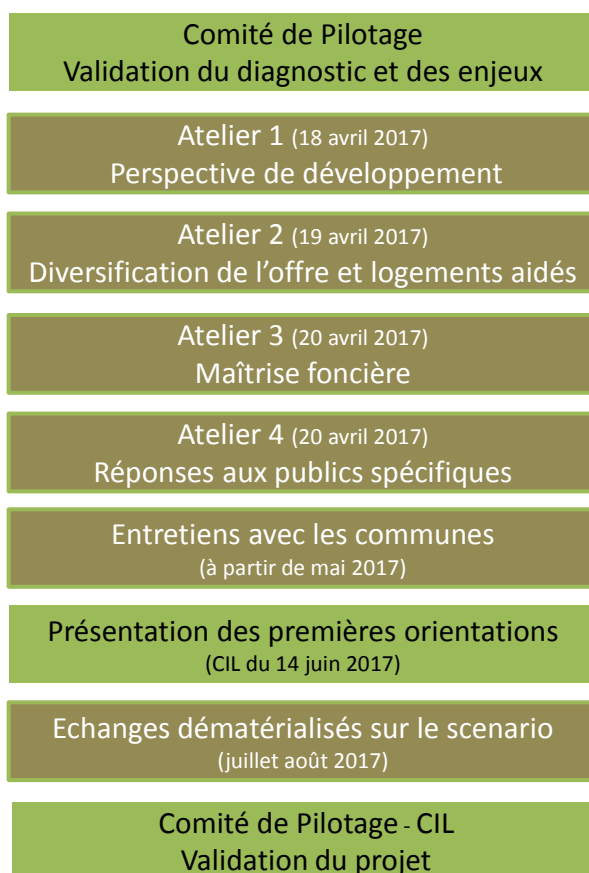 Comité de Pilotage
Validation du diagnostic et des enjeux
Atelier 1 (18 avril 2017)
Perspective de développement
Atelier 2 (19 avril 2017)
Diversification de l'offre et logements aidés
Atelier 3 (20 avril 2017)
Maîtrise foncière
Atelier 4 (20 avril 2017)
Réponses aux publics spécifiques
Entretiens avec les communes
(à partir de mai 2017)
Présentation des premières orientations
(CIL du 14 juin 2017)
Echanges dématérialisés sur le scenario
(juillet août 2017)
Comité de Pilotage - CIL
Validation du projet